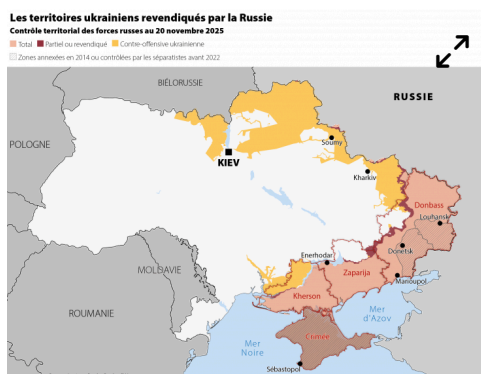 Les territoires ukrainiens revendiqués par la Russie
Contrôle territorial des forces russes au 20 novembre 2025
Total Partiel ou revendiqué Contre-offensive ukrainienne
Zones annexées en 2014 ou contrôlées par les séparatistes avant 2022
BIÉLORUSSIE
RUSSIE
POLOGNE
Soumy
KIEV
Kharkiv
Donbass
Louhansk
Donetsk
Enerhodar
MOLDAVIE
Zaparija
Marioupol
Kherson
ROUMANIE
Mer
d'Azov
Crimée
Mer
Noire
Sébastopol